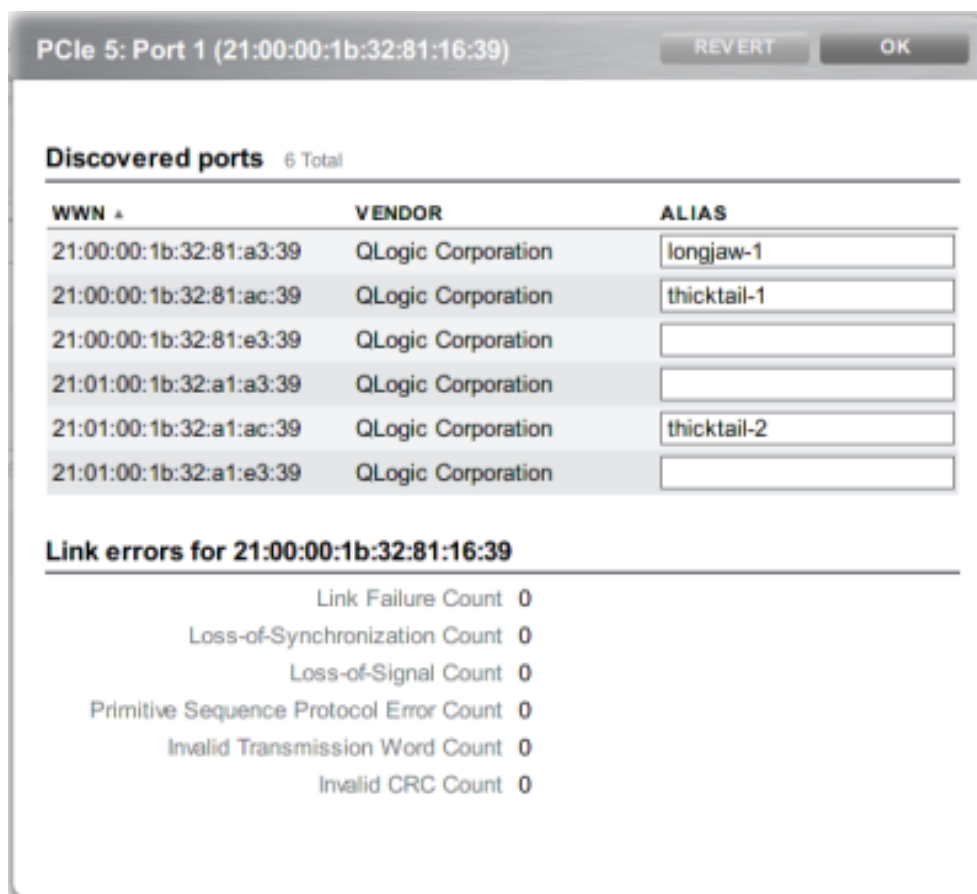 PCIe 5: Port 1 (21:00:00:1b:32:81:16:39) REVERT OK
Discovered ports 6 Total
WWN ▲ VENDOR ALIAS
21:00:00:1b:32:81:a3:39 QLogic Corporation longjaw-1
21:00:00:1b:32:81:ac:39 QLogic Corporation thicktail-1
21:00:00:1b:32:81:e3:39 QLogic Corporation
21:01:00:1b:32:a1:a3:39 QLogic Corporation
21:01:00:1b:32:a1:ac:39 QLogic Corporation thicktail-2
21:01:00:1b:32:a1:e3:39 QLogic Corporation
Link errors for 21:00:00:1b:32:81:16:39
Link Failure Count 0
Loss-of-Synchronization Count 0
Loss-of-Signal Count 0
Primitive Sequence Protocol Error Count 0
Invalid Transmission Word Count 0
Invalid CRC Count 0